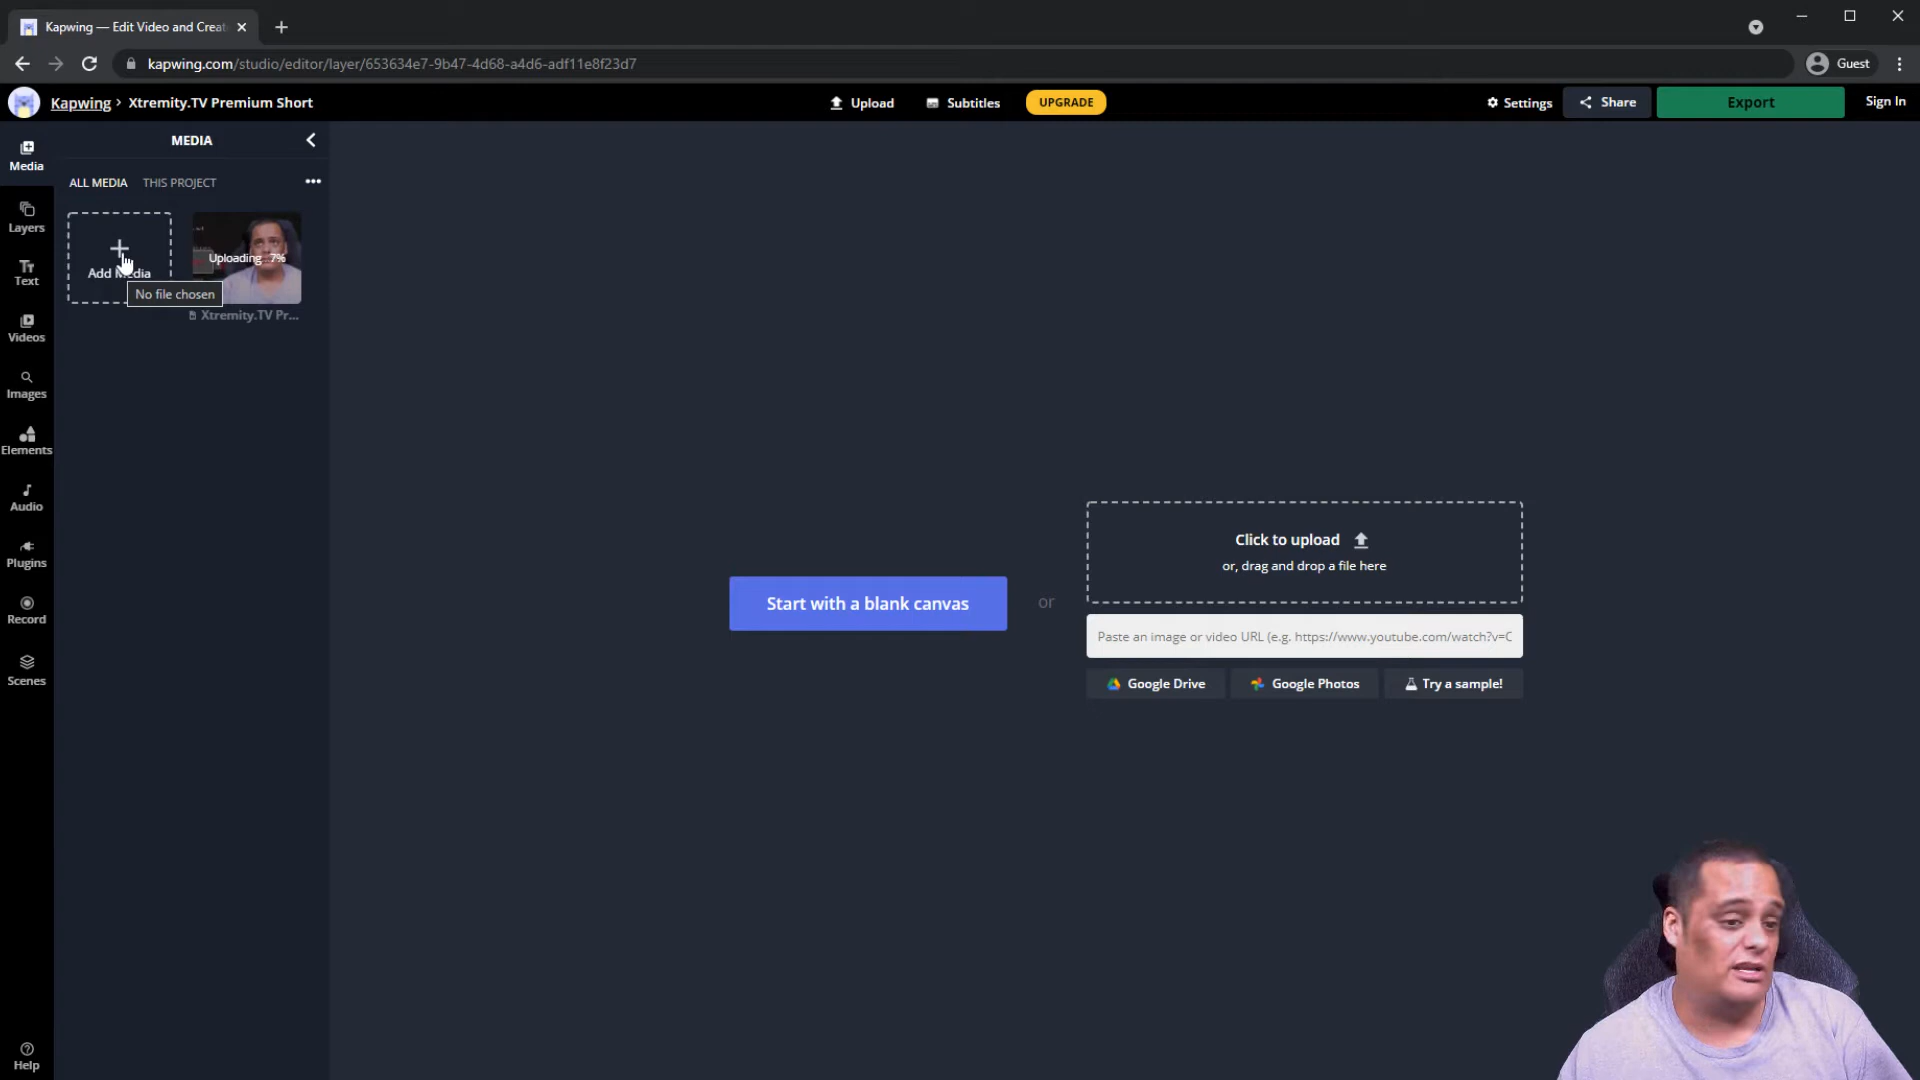 Kapwing — Edit Video and Creat
kapwing.com/studio/editor/layer/653634e7-9b47-4d68-a4d6-adf11e8f23d7
Guest
Kapwing › Xtremity.TV Premium Short
Upload
Subtitles
UPGRADE
Settings
Share
Export
Sign In
Media
Layers
Text
Videos
Images
Elements
Audio
Plugins
Record
Scenes
Help
MEDIA
ALL MEDIA
THIS PROJECT
Add Media
No file chosen
Uploading...7%
Xtremity.TV Pr...
Start with a blank canvas
or
Click to upload
or, drag and drop a file here
Paste an image or video URL (e.g. https://www.youtube.com/watch?v=C
Google Drive
Google Photos
Try a sample!